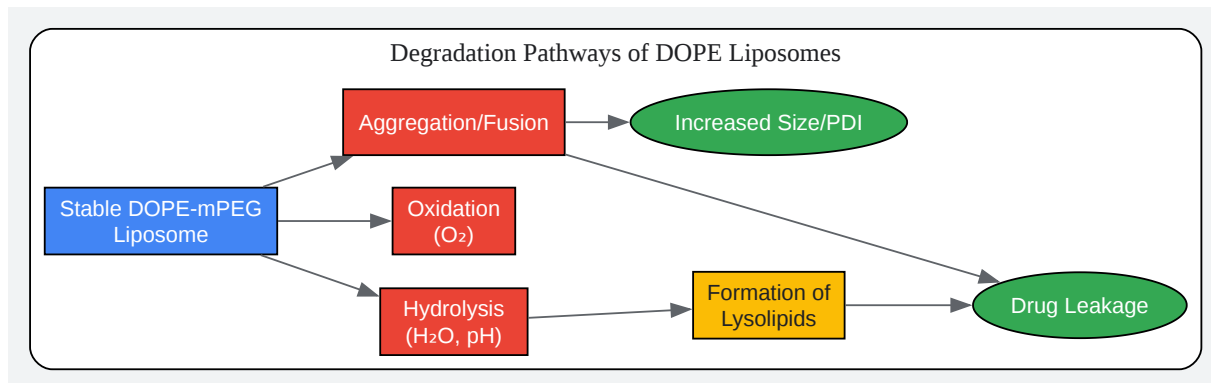 Degradation Pathways of DOPE Liposomes
Aggregation/Fusion
Increased Size/PDI
Stable DOPE-mPEG
Liposome
Oxidation
(O₂)
Hydrolysis
(H₂O, pH)
Formation of
Lysolipids
Drug Leakage